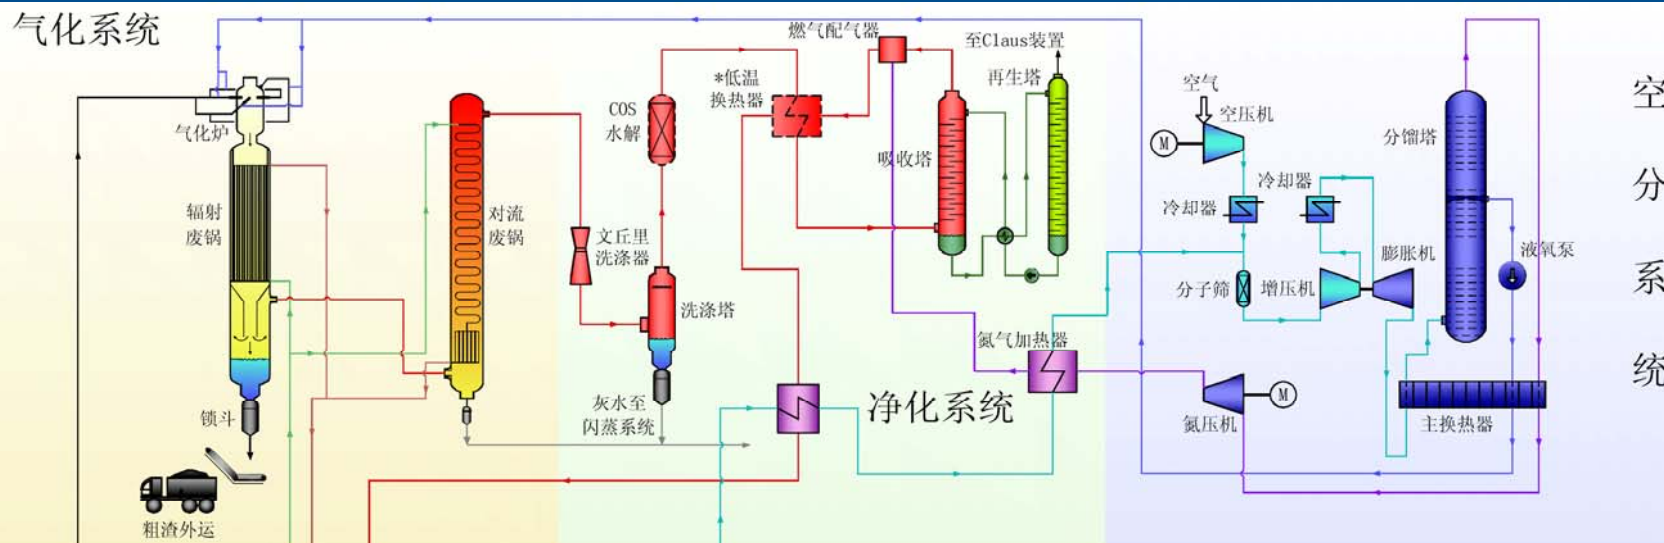 气化系统
气化炉
辐射
废锅
锁斗
粗渣外运
对流
废锅
文丘里
洗涤器
COS
水解
洗涤塔
灰水至
闪蒸系统
*低温
换热器
燃气配气器
吸收塔
至Claus装置
再生塔
净化系统
氮气加热器
空气
M
空压机
冷却器
冷却器
分子筛
增压机
膨胀机
M
氮压机
分馏塔
液氧泵
主换热器
空
分
系
统